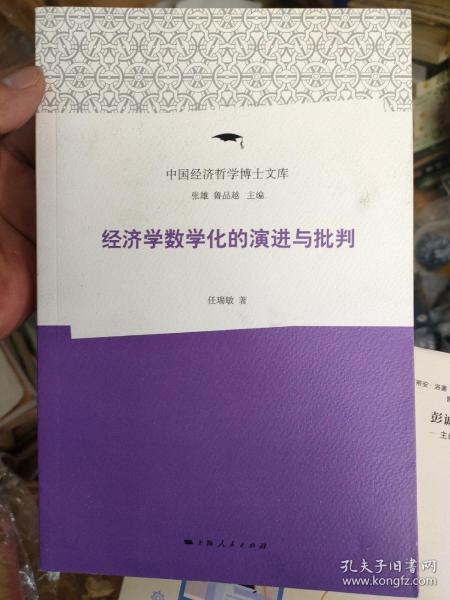 中国经济哲学博士文库
张雄 鲁品越 主编
经济学数学化的演进与批判
任瑞敏 著
上海人民出版社
孔夫子旧书网
www.kongfz.com